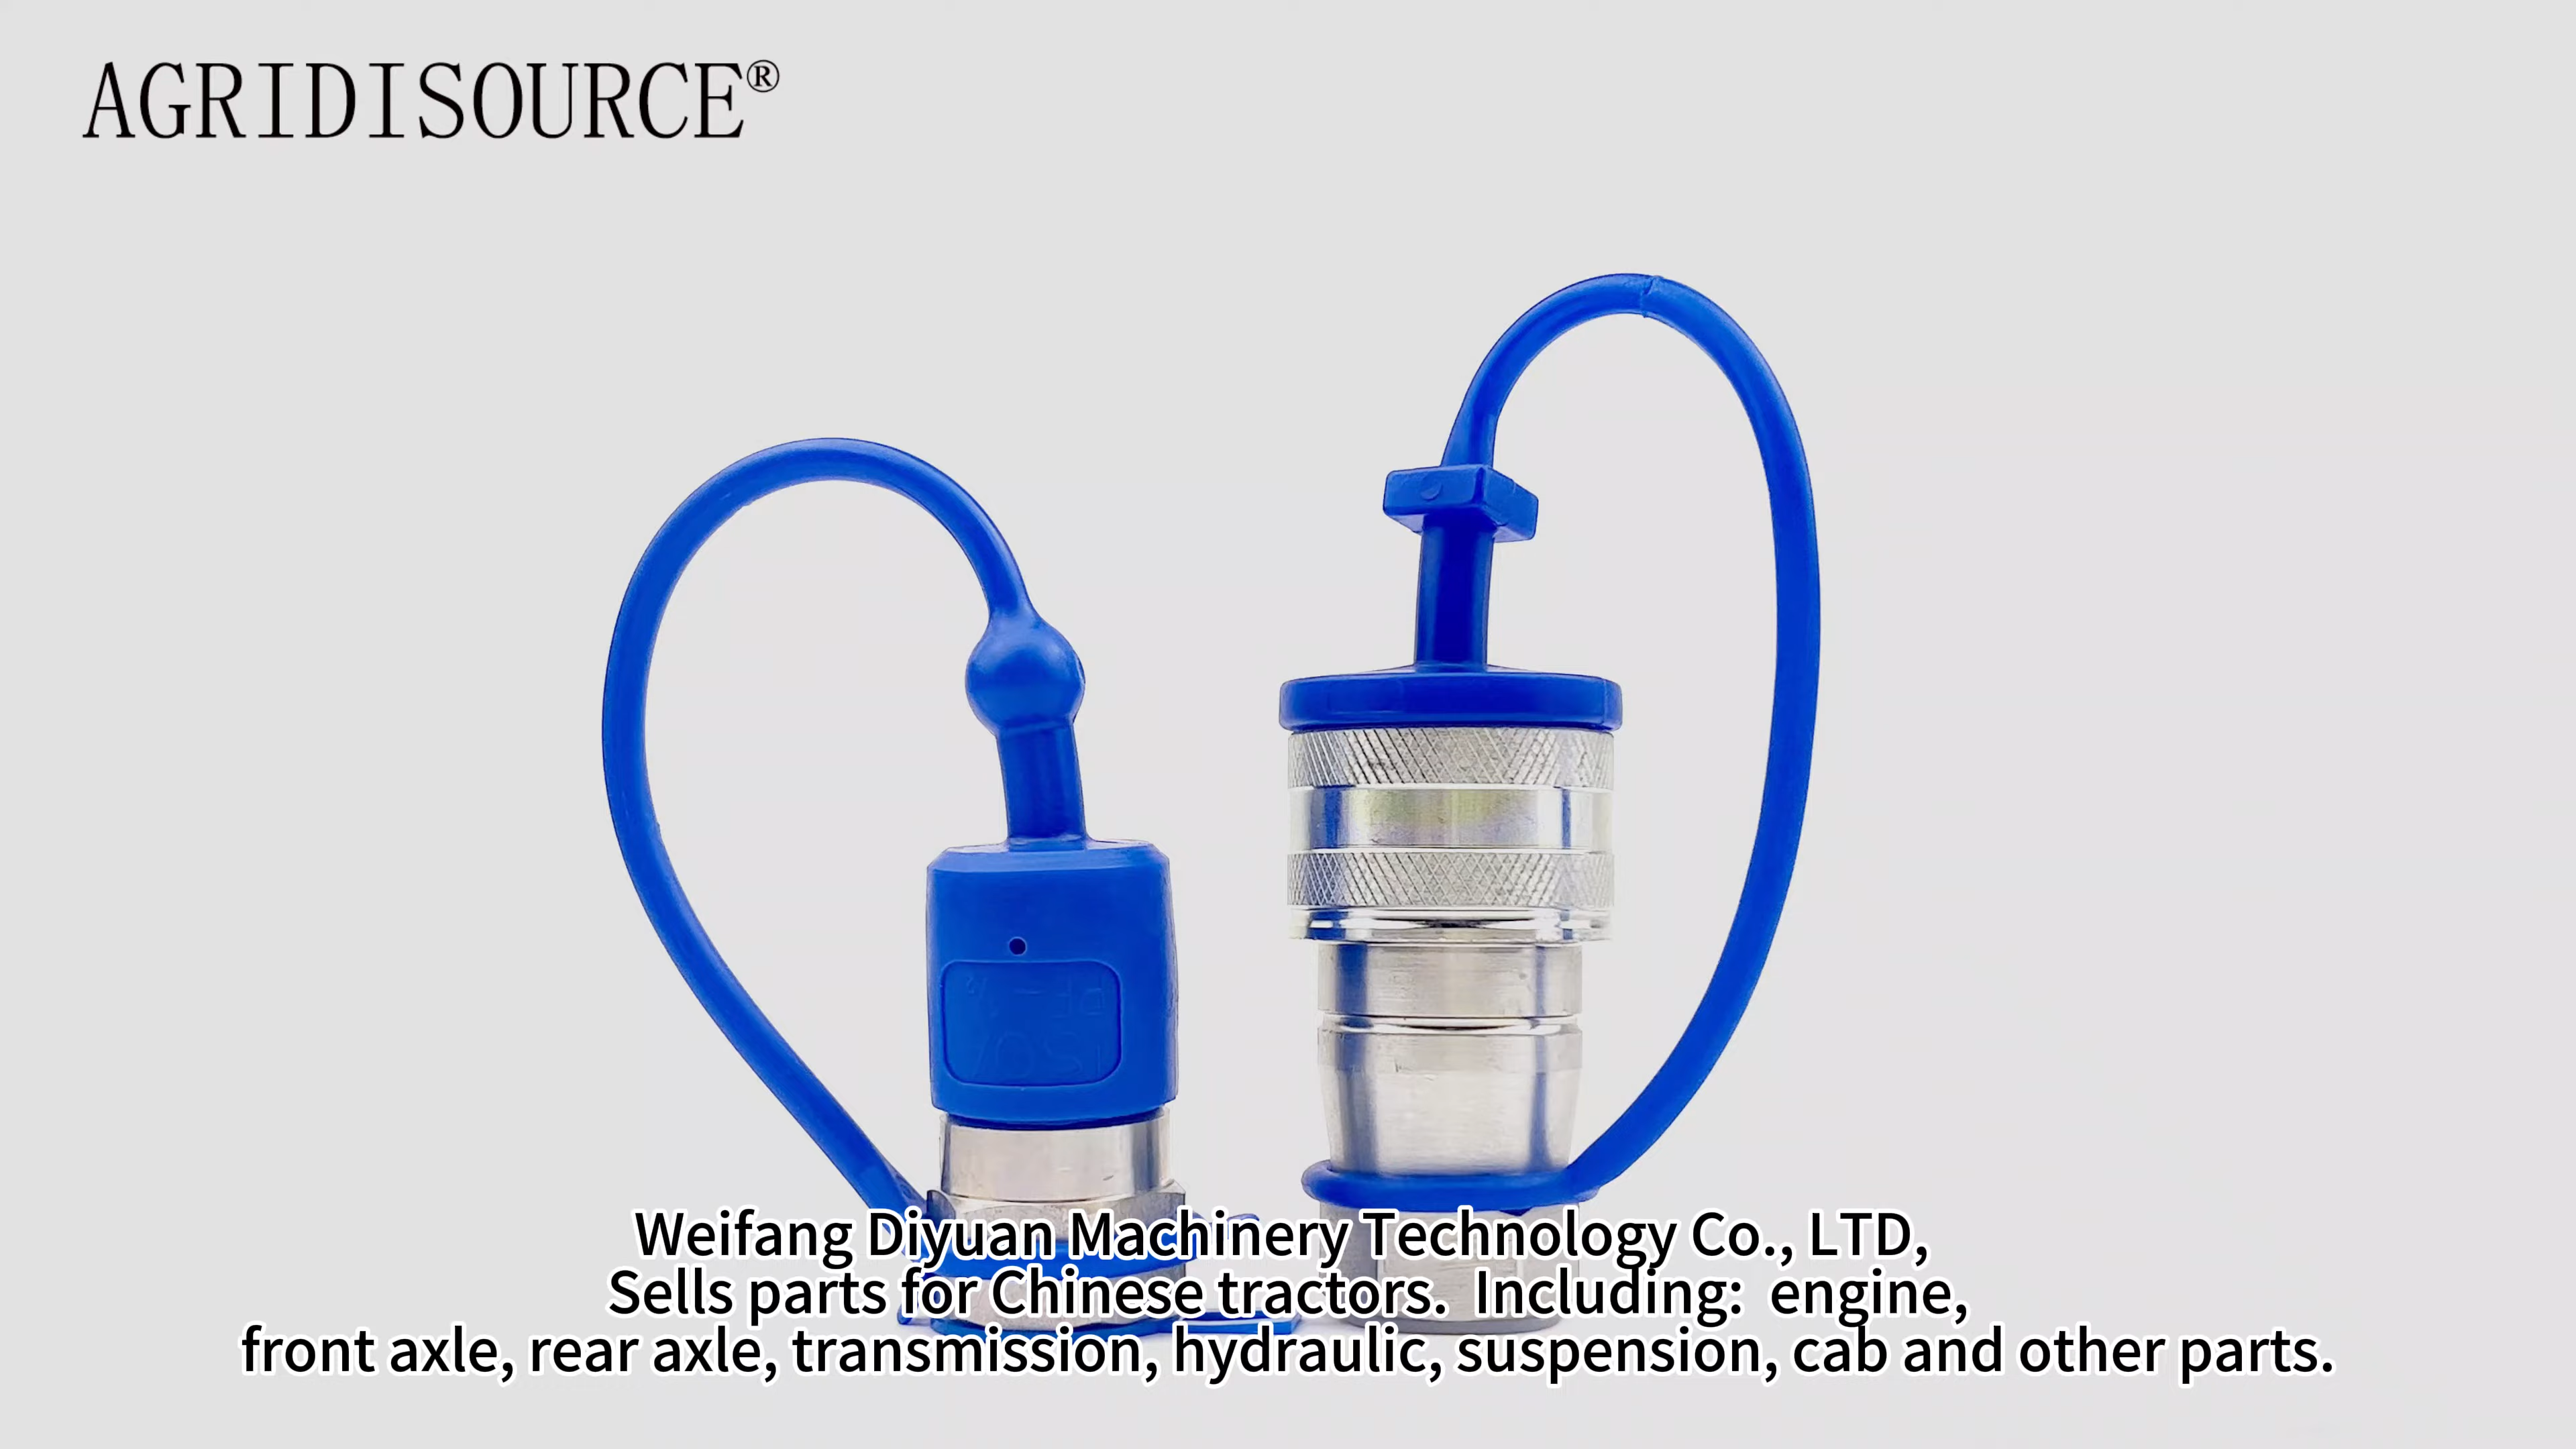 AGRIDISOURCE®
Weifang Diyuan Machinery Technology Co., LTD,
Sells parts for Chinese tractors. Including: engine,
front axle, rear axle, transmission, hydraulic, suspension, cab and other parts.